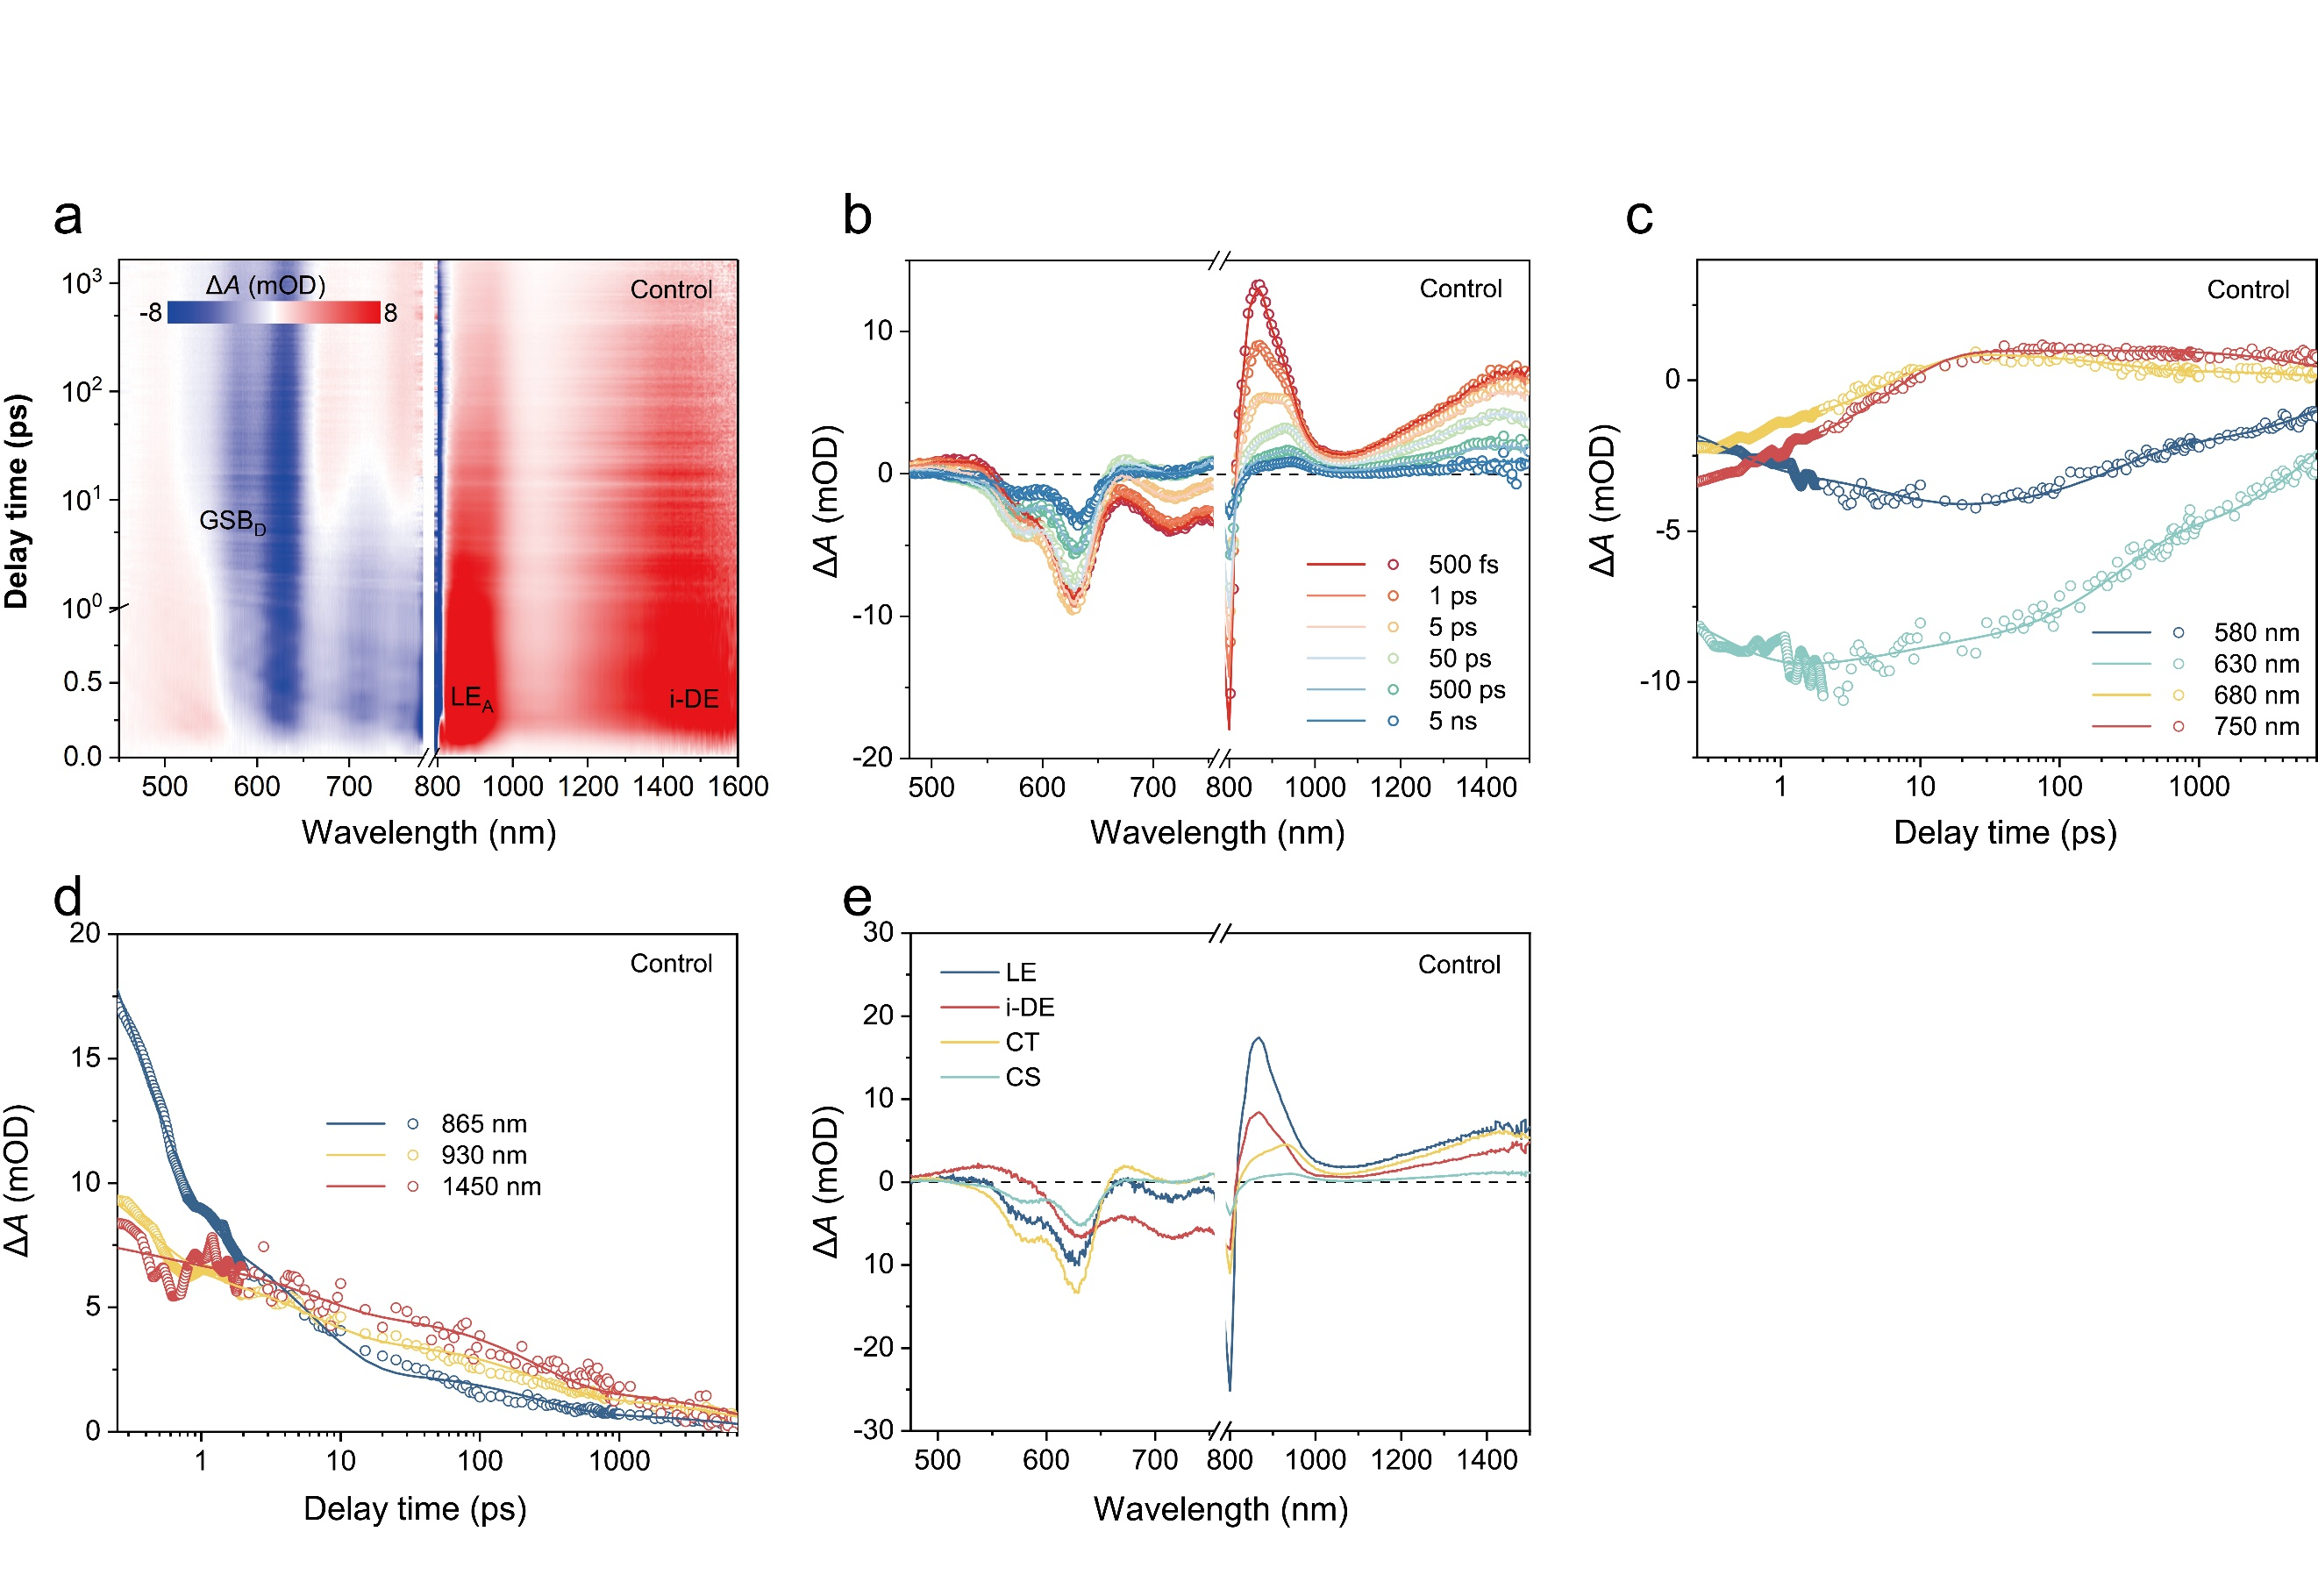 a
ΔA (mOD)
-8
8
Control
GSBD
LEA
i-DE
Delay time (ps)
10³
10²
10¹
10⁰
0.5
0.0
500
600
700
800
1000
1200
1400
1600
Wavelength (nm)
b
Control
ΔA (mOD)
10
0
-10
-20
500 fs
1 ps
5 ps
50 ps
500 ps
5 ns
500
600
700
800
1000
1200
1400
Wavelength (nm)
c
Control
ΔA (mOD)
0
-5
-10
580 nm
630 nm
680 nm
750 nm
1
10
100
1000
Delay time (ps)
d
Control
ΔA (mOD)
20
15
10
5
0
865 nm
930 nm
1450 nm
1
10
100
1000
Delay time (ps)
e
Control
ΔA (mOD)
30
20
10
0
10
-20
-30
LE
i-DE
CT
CS
500
600
700
800
1000
1200
1400
Wavelength (nm)